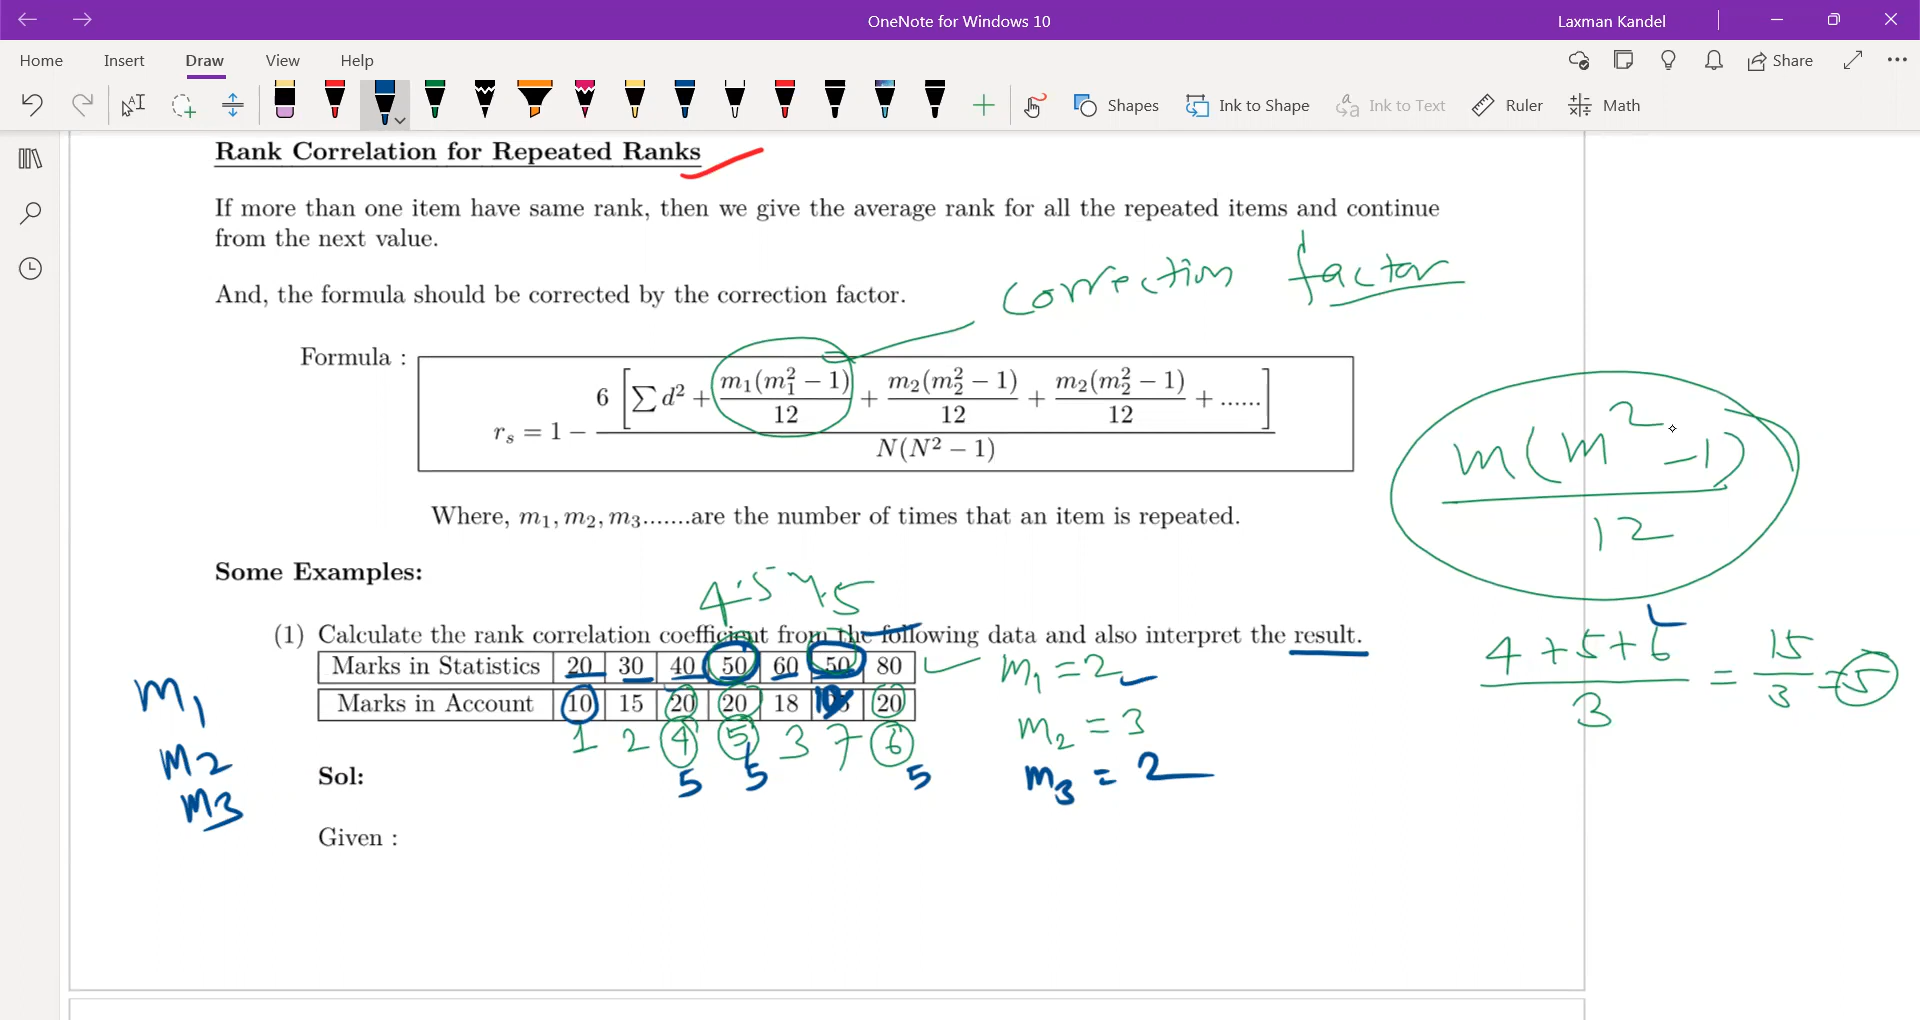 OneNote for Windows 10
Laxman Kandel
Home Insert Draw View Help
Share
Shapes Ink to Shape Ink to Text Ruler Math
Rank Correlation for Repeated Ranks
If more than one item have same rank, then we give the average rank for all the repeated items and continue
from the next value.
correction factor
And, the formula should be corrected by the correction factor.
Formula : r_s = 1 − 6 [∑ d² + m₁(m₁² − 1)/12 + m₂(m₂² − 1)/12 + m₂(m₂² − 1)/12 + ......] / N(N² − 1)
m(m² − 1)/12
Where, m₁, m₂, m₃.......are the number of times that an item is repeated.
Some Examples:
4.5 4.5
(1) Calculate the rank correlation coefficient from the following data and also interpret the result.
Marks in Statistics 20 30 40 50 60 50 80
m₁ = 2
(4 + 5 + 6)/3 = 15/3 = 5
Marks in Account 10 15 20 20 18 20
m₁
m₂ = 3
1 2 4 5 3 7 6
m₂
Sol:
5 5 5
m₃ = 2
m₃
Given :